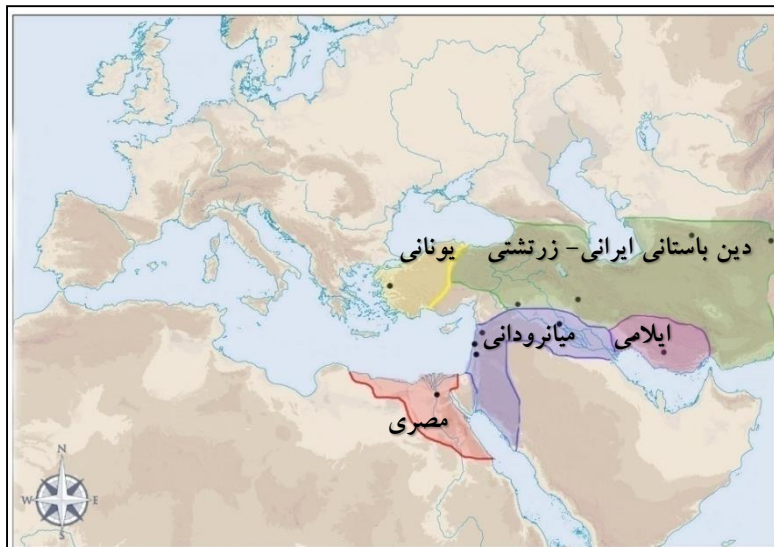 یونانی
دین باستانی ایرانی- زرتشتی
میانرودانی
ایلامی
مصری
N
W
E
S